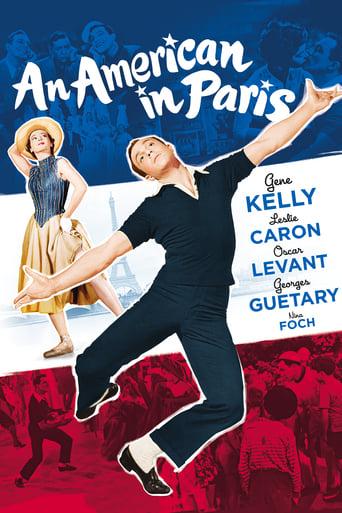 An American
in Paris
Gene
KELLY
Leslie
CARON
Oscar
LEVANT
Georges
GUETARY
Nina
FOCH